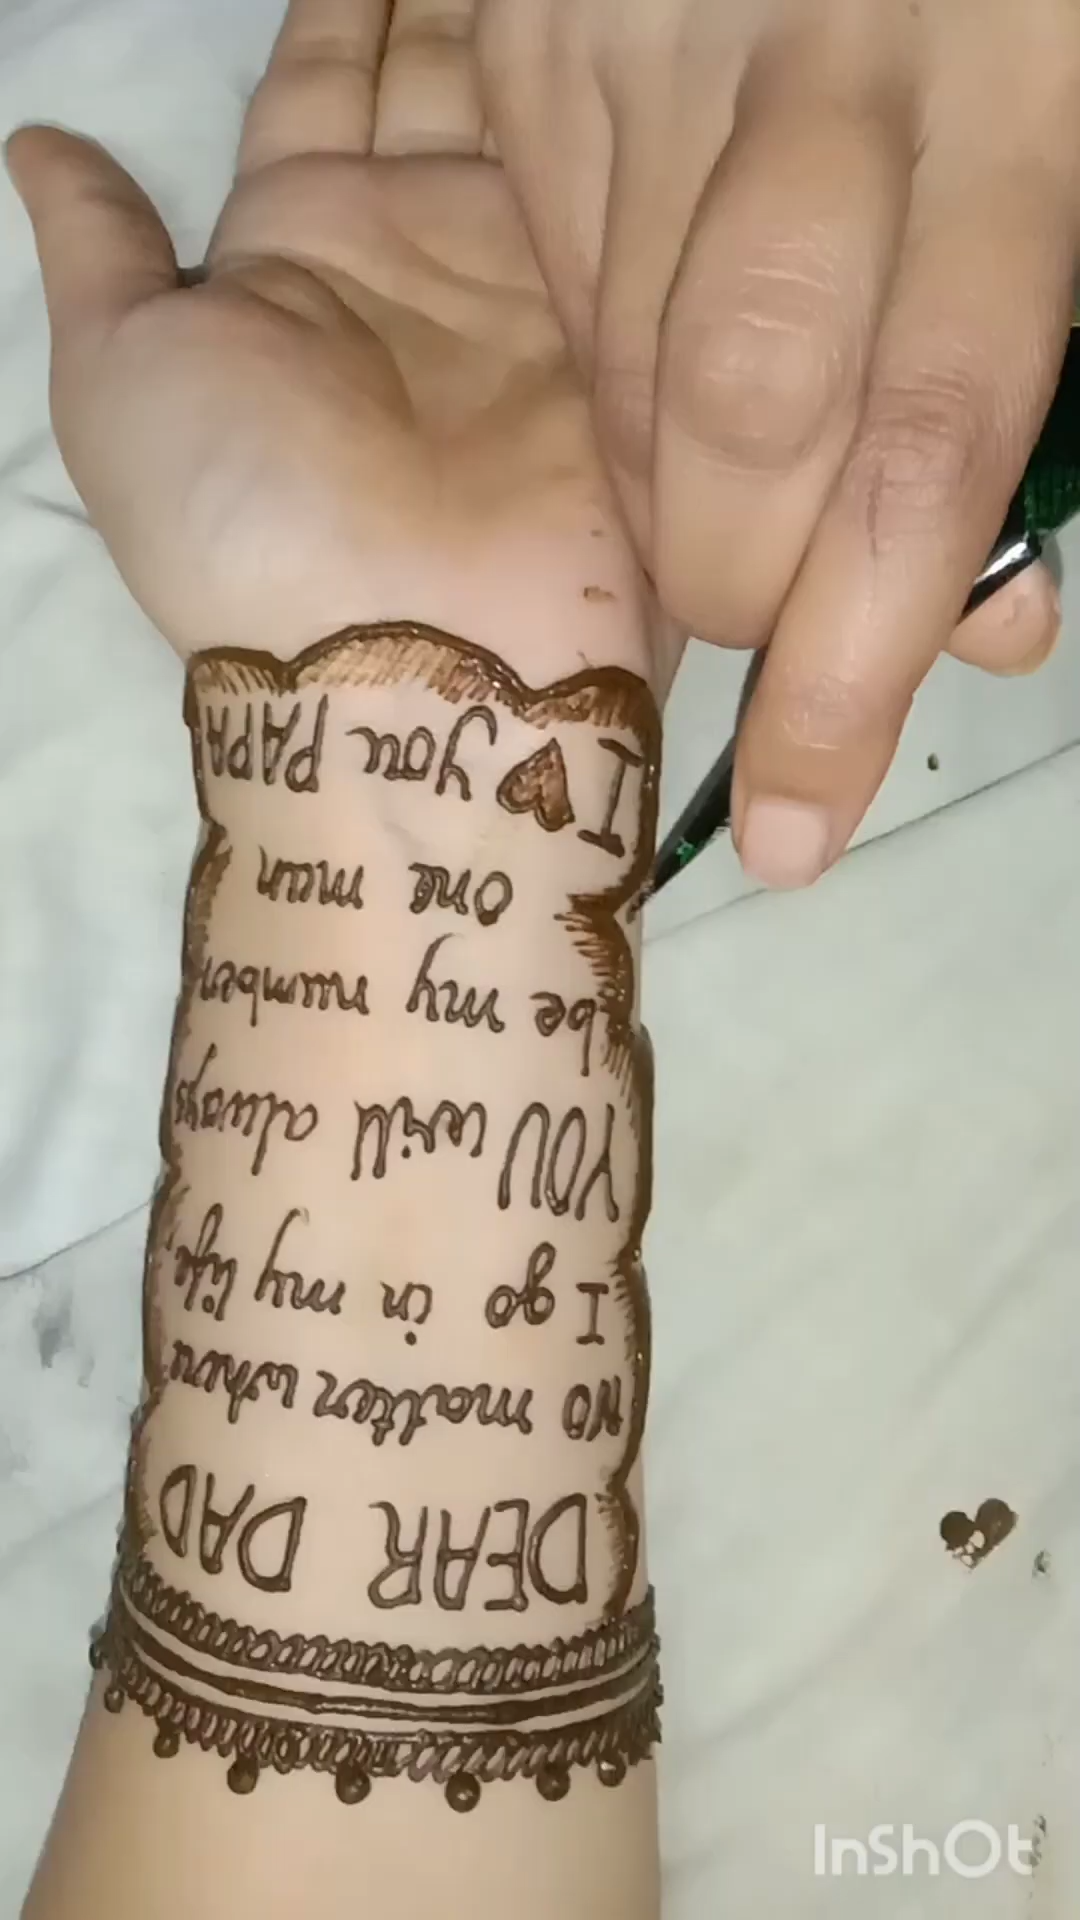 DEAR DAD
NO matter where
I go in my life,
YOU will always
be my number
one man
I ♥ you PAPA
InShOt